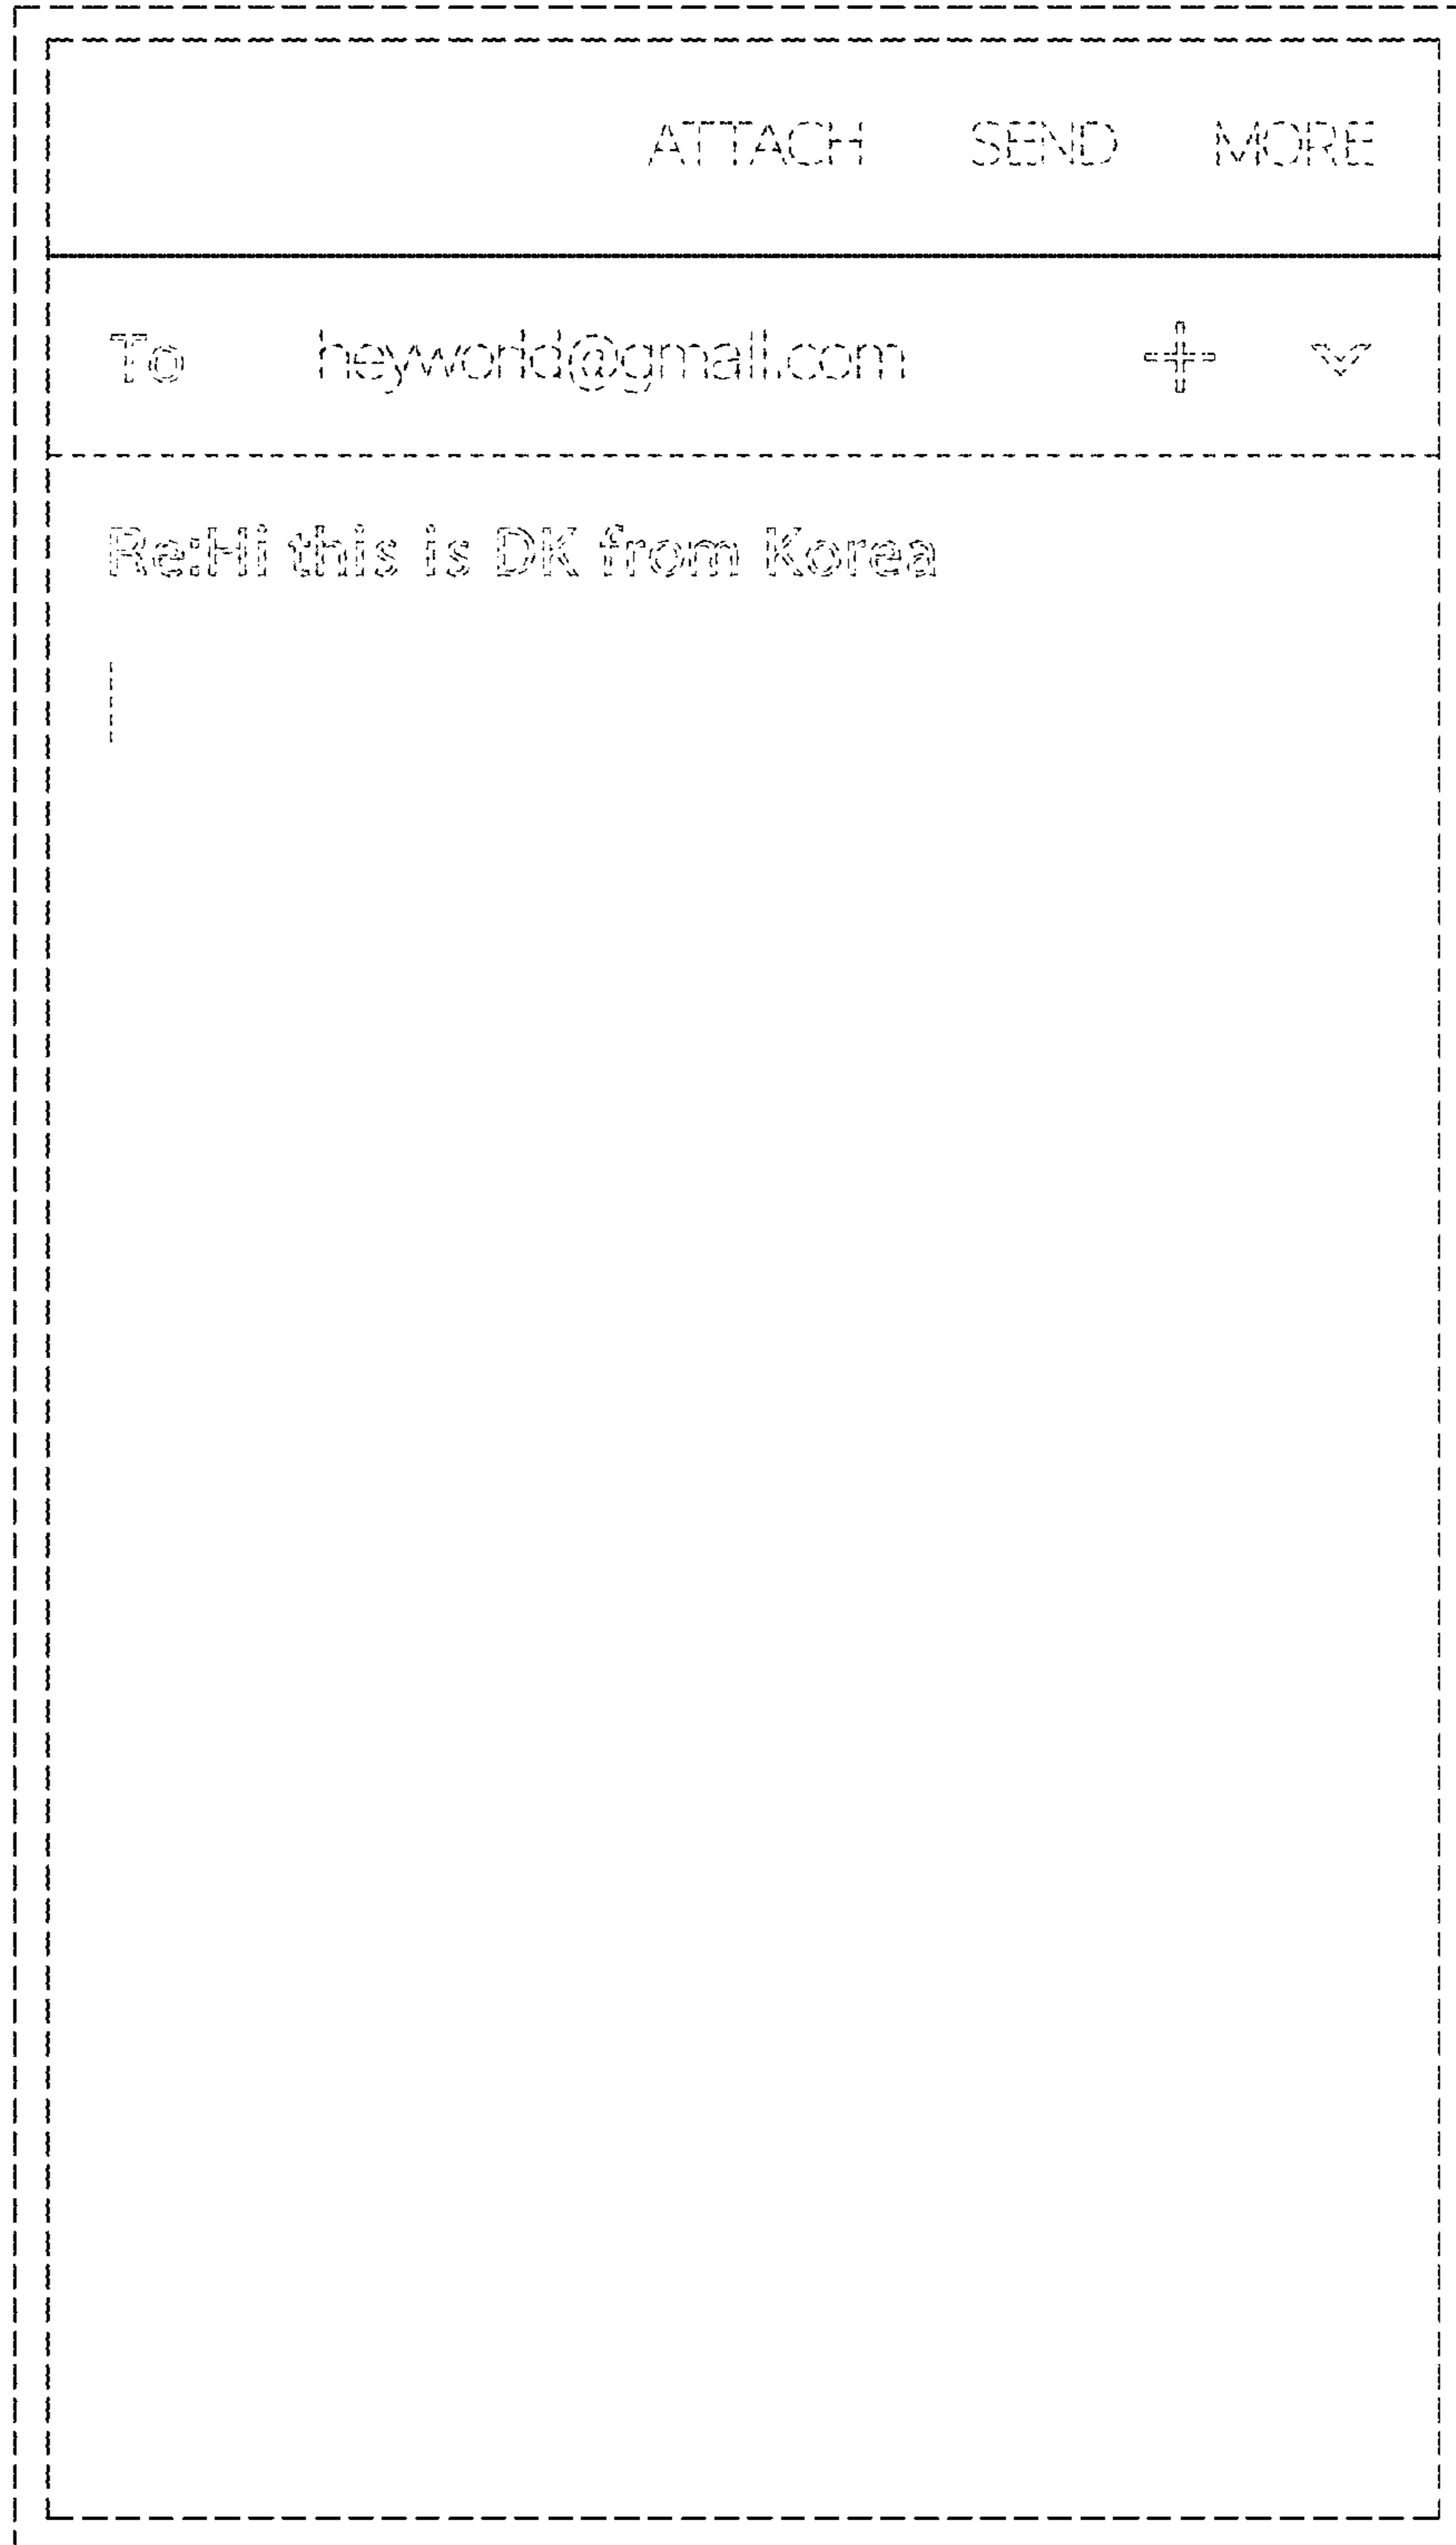 ATTACH SEND MORE
To heyworld@gmail.com
Re:Hi this is DK from Korea